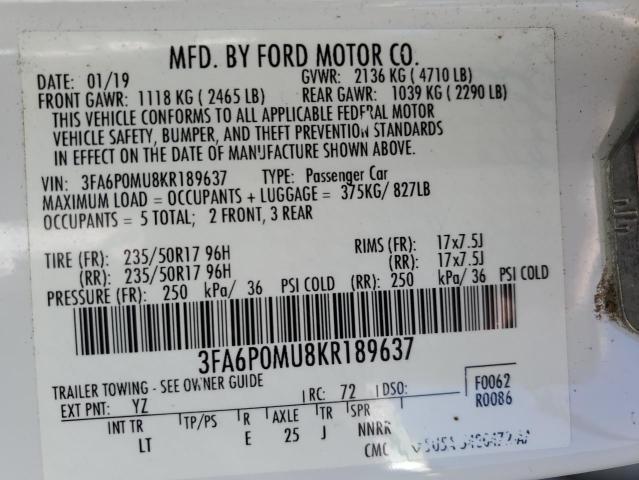 MFD. BY FORD MOTOR CO.
DATE: 01/19 GVWR: 2136 KG ( 4710 LB)
FRONT GAWR: 1118 KG ( 2465 LB) REAR GAWR: 1039 KG ( 2290 LB)
THIS VEHICLE CONFORMS TO ALL APPLICABLE FEDERAL MOTOR
VEHICLE SAFETY, BUMPER, AND THEFT PREVENTION STANDARDS
IN EFFECT ON THE DATE OF MANUFACTURE SHOWN ABOVE.
VIN: 3FA6P0MU8KR189637 TYPE: Passenger Car
MAXIMUM LOAD = OCCUPANTS + LUGGAGE = 375KG/ 827LB
OCCUPANTS = 5 TOTAL; 2 FRONT, 3 REAR
TIRE (FR): 235/50R17 96H RIMS (FR): 17x7.5J
(RR): 235/50R17 96H (RR): 17x7.5J
PRESSURE (FR): 250 kPa/ 36 PSI COLD (RR): 250 kPa/ 36 PSI COLD
3FA6P0MU8KR189637
TRAILER TOWING - SEE OWNER GUIDE
EXT PNT: YZ RC: 72 DSO: F0062
R0086
INT TR TP/PS R AXLE TR SPR
LT E 25 J NNRR
CMC